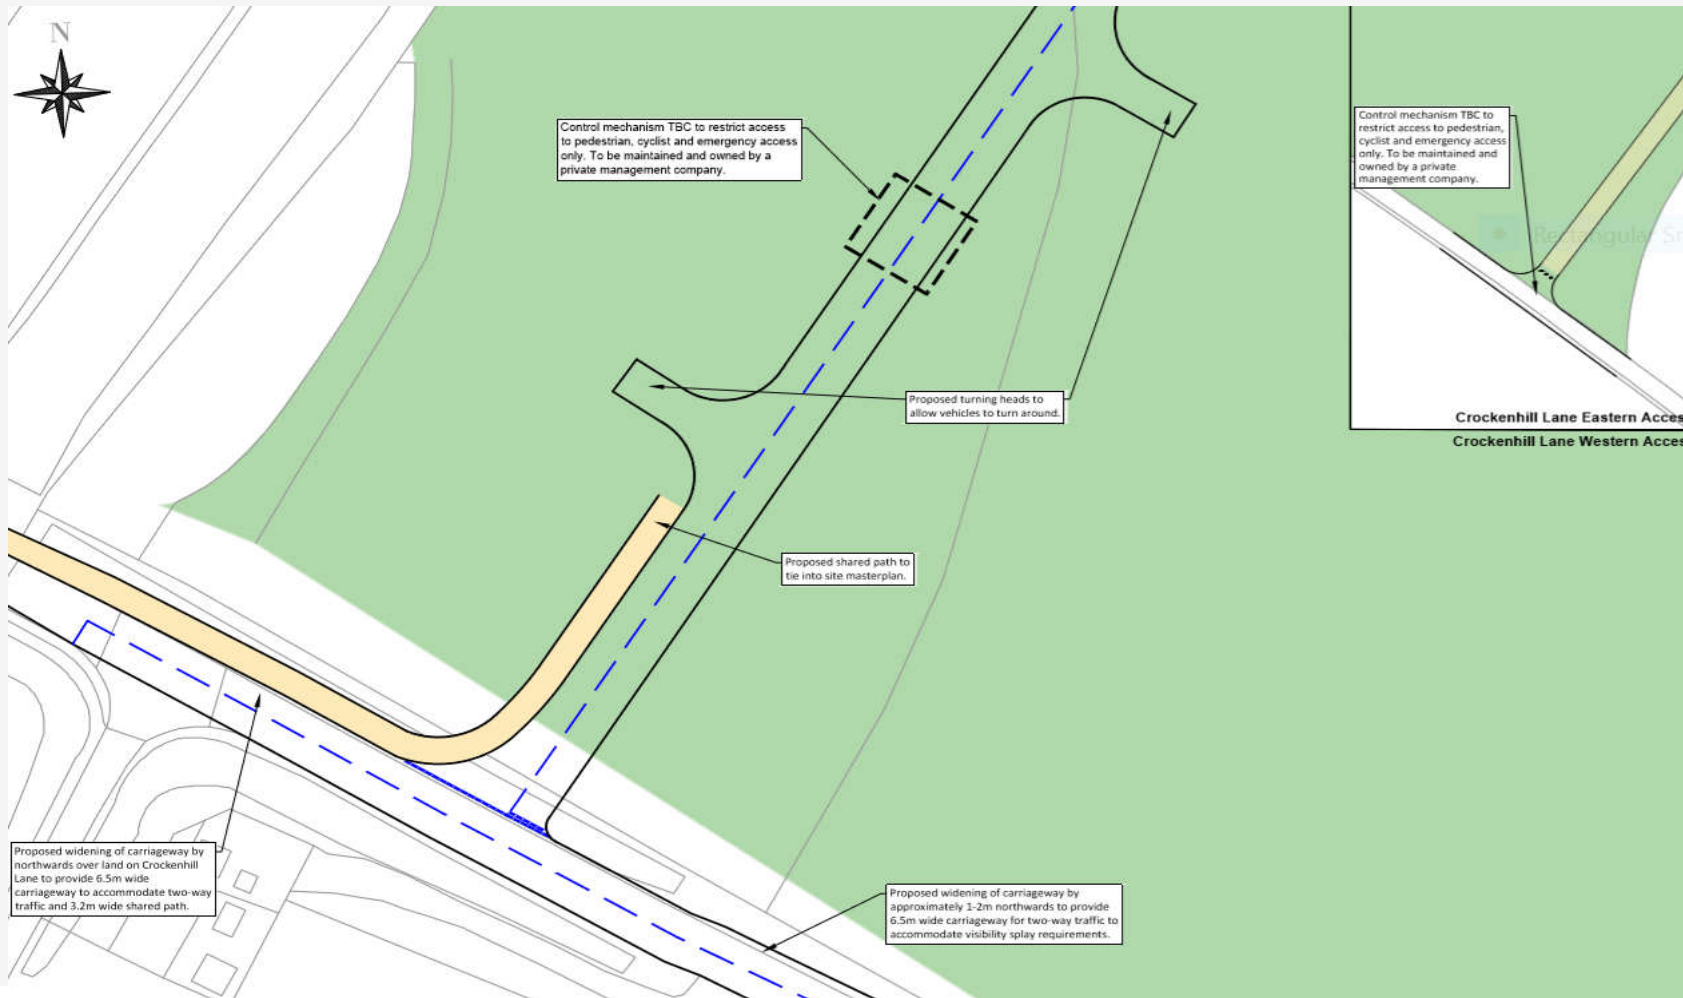 N
Control mechanism TBC to restrict access
to pedestrian, cyclist and emergency access
only. To be maintained and owned by a
private management company.
Control mechanism TBC to
restrict access to pedestrian,
cyclist and emergency access
only. To be maintained and
owned by a private
management company.
Rectangular
Proposed turning heads to
allow vehicles to turn around.
Crockenhill Lane Eastern Acces
Crockenhill Lane Western Acces
Proposed shared path to
tie into site masterplan.
Proposed widening of carriageway by
northwards over land on Crockenhill
Lane to provide 6.5m wide
carriageway to accommodate two-way
traffic and 3.2m wide shared path.
Proposed widening of carriageway by
approximately 1-2m northwards to provide
6.5m wide carriageway for two-way traffic to
accommodate visibility splay requirements.